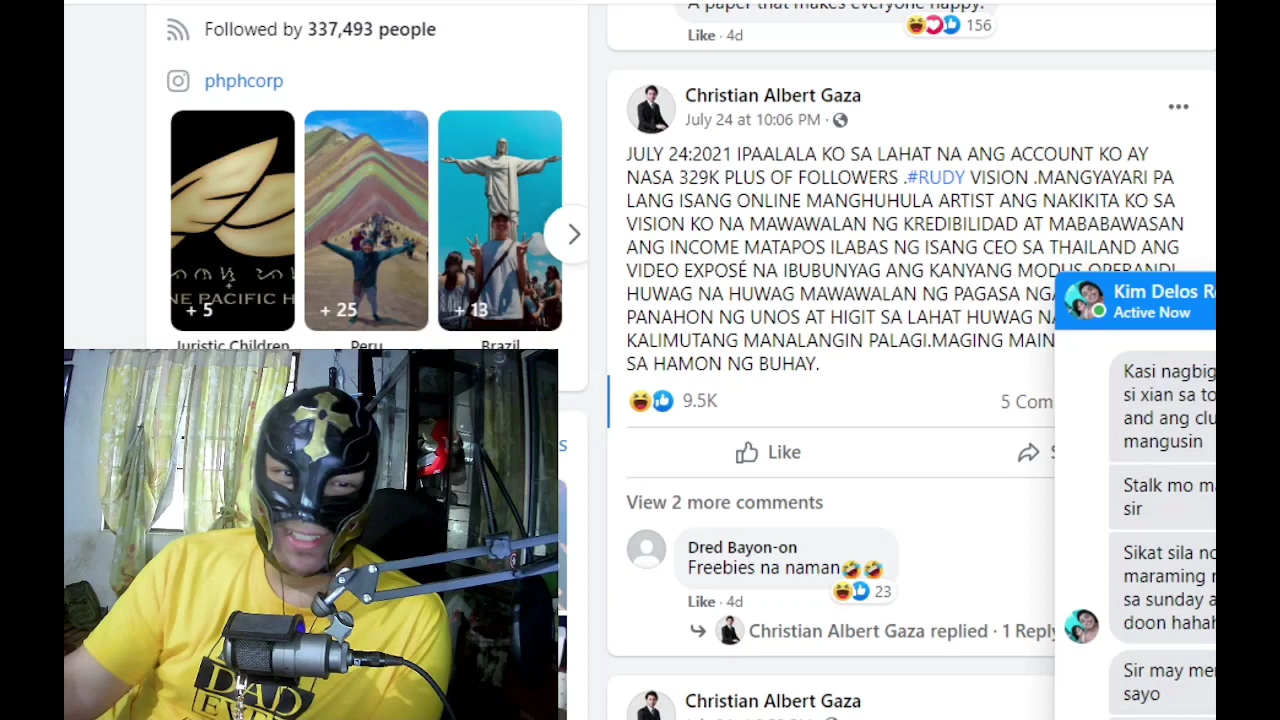 Followed by 337,493 people
phphcorp
NE PACIFIC H
+ 5
+ 25
+ 13
Juristic Children
Peru
Brazil
s
A paper that makes everyone happy.
156
Like · 4d
Christian Albert Gaza
July 24 at 10:06 PM ·
JULY 24:2021 IPAALALA KO SA LAHAT NA ANG ACCOUNT KO AY
NASA 329K PLUS OF FOLLOWERS .#RUDY VISION .MANGYAYARI PA
LANG ISANG ONLINE MANGHUHULA ARTIST ANG NAKIKITA KO SA
VISION KO NA MAWAWALAN NG KREDIBILIDAD AT MABABAWASAN
ANG INCOME MATAPOS ILABAS NG ISANG CEO SA THAILAND ANG
VIDEO EXPOSÉ NA IBUBUNYAG ANG KANYANG MODUS OPERANDI
HUWAG NA HUWAG MAWAWALAN NG PAGASA NGA
PANAHON NG UNOS AT HIGIT SA LAHAT HUWAG NA
KALIMUTANG MANALANGIN PALAGI.MAGING MAIN
SA HAMON NG BUHAY.
9.5K
5 Com
Like
S
View 2 more comments
Dred Bayon-on
Freebies na naman🤣🤣
23
Like · 4d
Christian Albert Gaza replied · 1 Reply
Christian Albert Gaza
Kim Delos R
Active Now
Kasi nagbig
si xian sa to
and ang clu
mangusin
Stalk mo ma
sir
Sikat sila no
maraming
sa sunday a
doon hahah
Sir may me
sayo
DAD